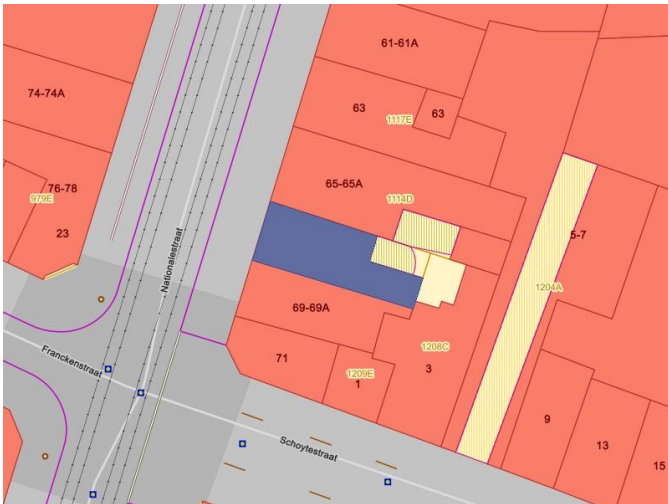 61-61A
74-74A
63
63
1117E
76-78
65-65A
979E
1114D
23
5-7
Nationalestraat
1204A
69-69A
Franckenstraat
1208C
71
3
1209E
1
9
13
Schoytestraat
15